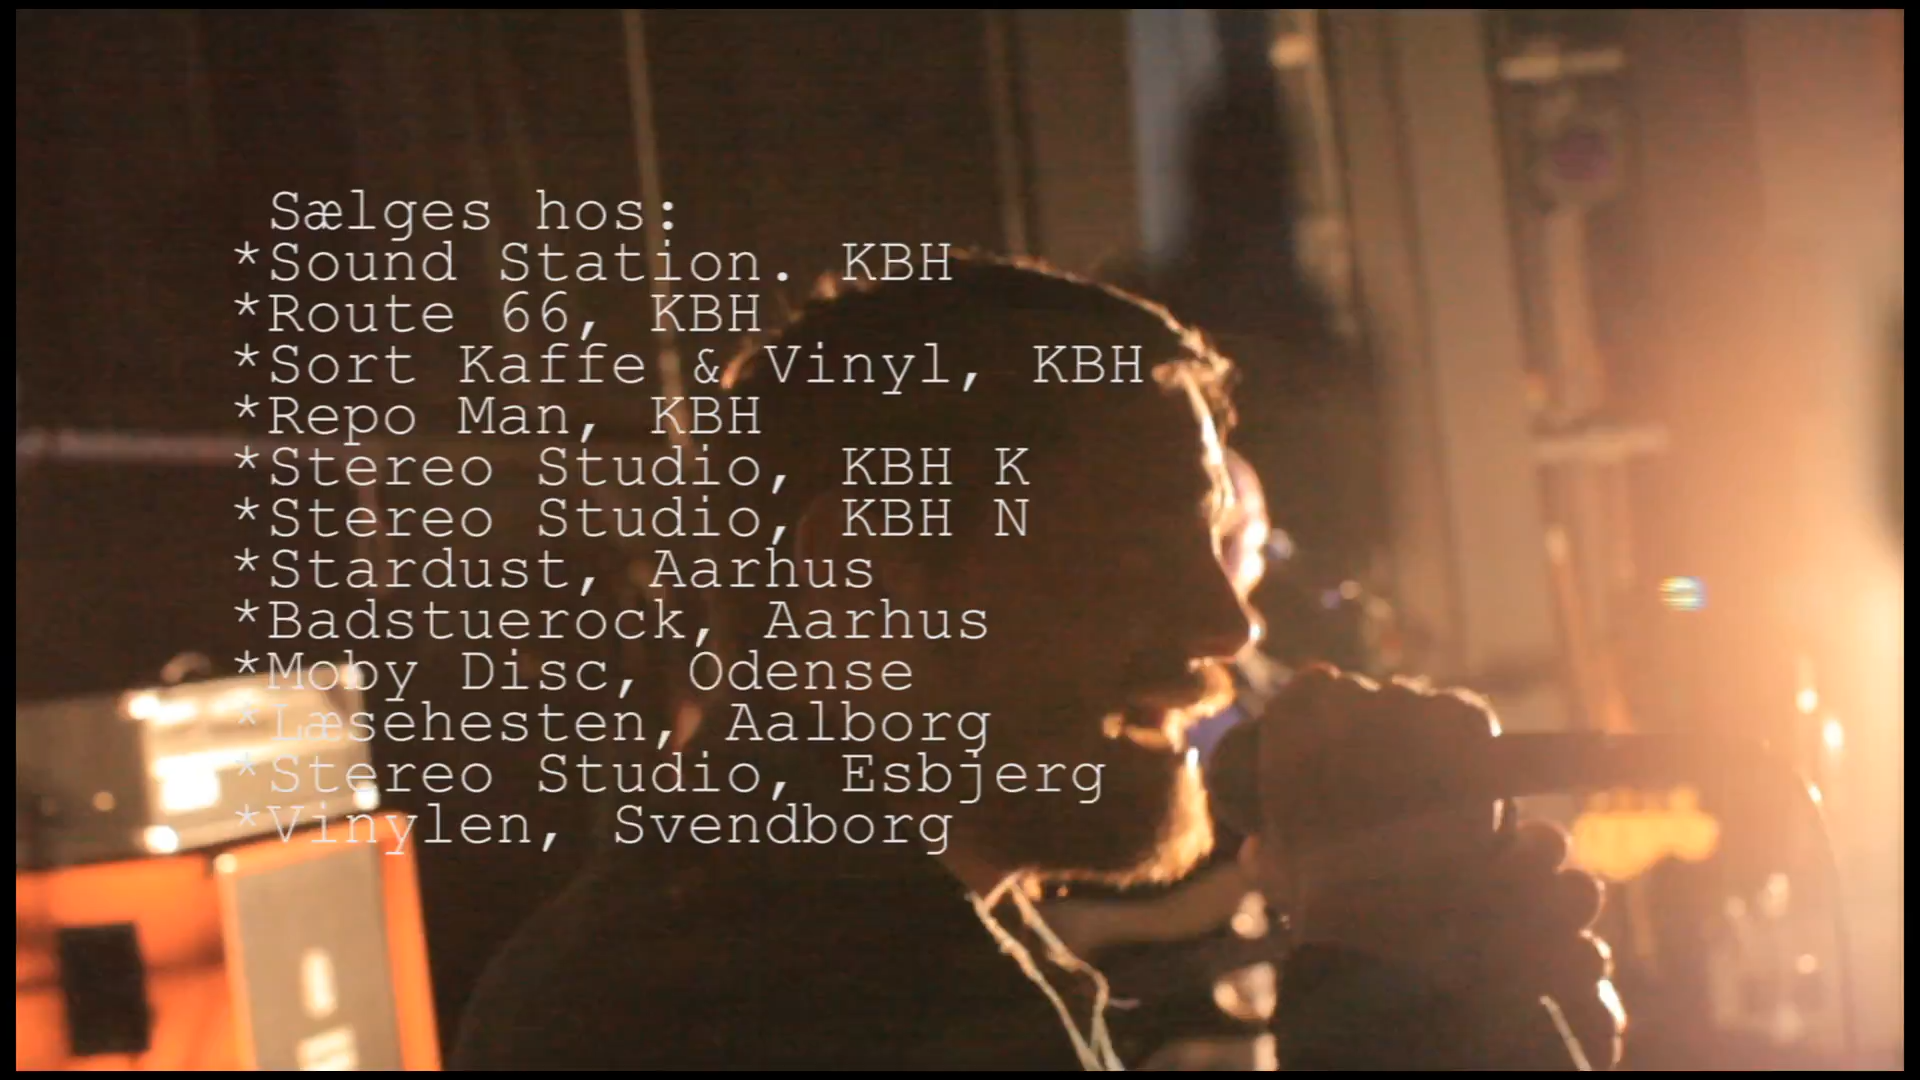 Sælges hos:
*Sound Station. KBH
*Route 66, KBH
*Sort Kaffe & Vinyl, KBH
*Repo Man, KBH
*Stereo Studio, KBH K
*Stereo Studio, KBH N
*Stardust, Aarhus
*Badstuerock, Aarhus
*Moby Disc, Odense
*Læsehesten, Aalborg
*Stereo Studio, Esbjerg
*Vinylen, Svendborg